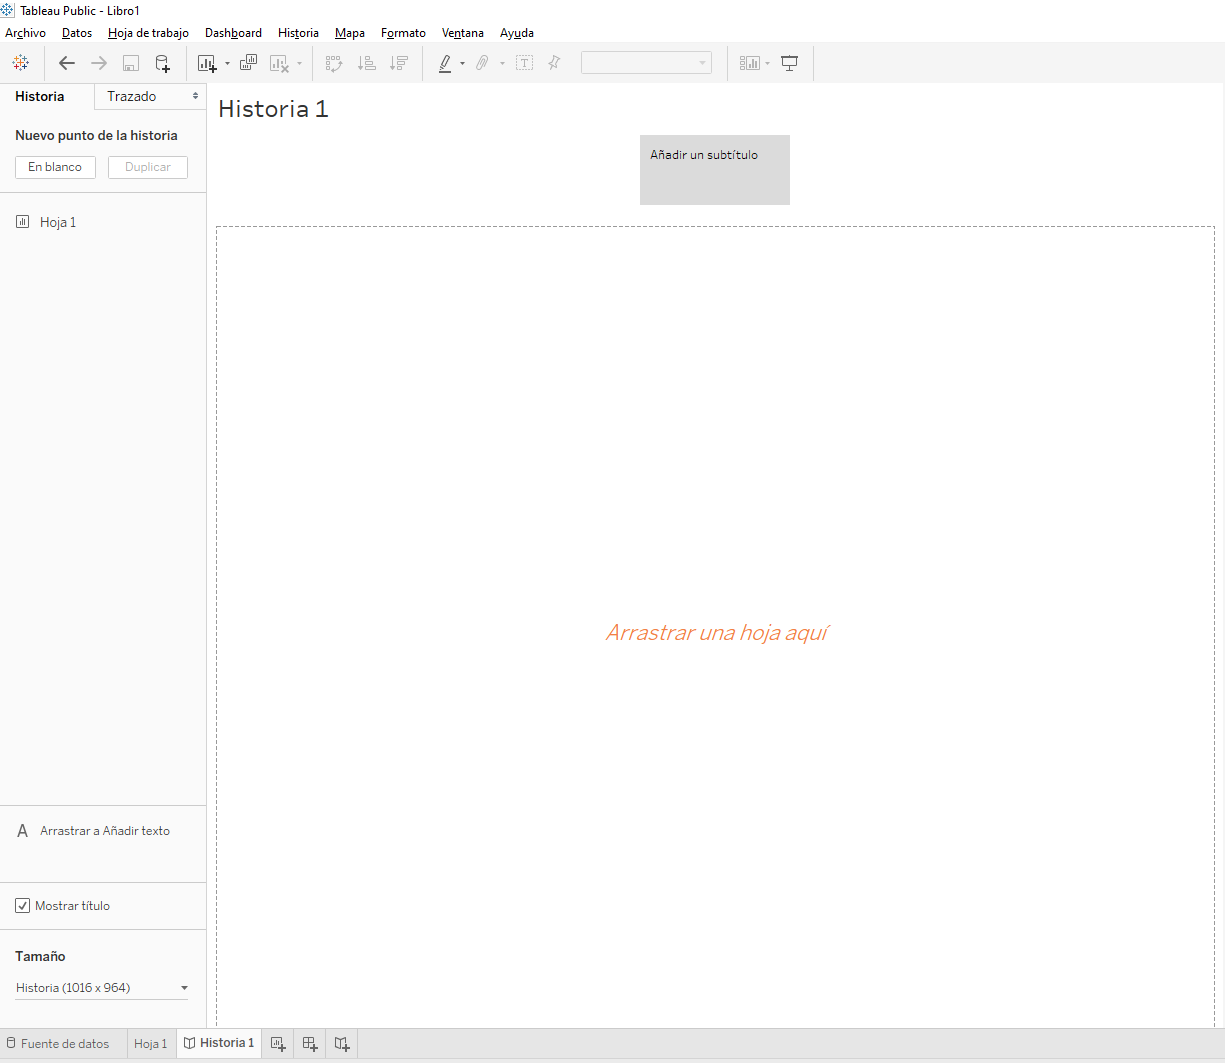 Tableau Public - Libro1
Archivo Datos Hoja de trabajo Dashboard Historia Mapa Formato Ventana Ayuda
Historia Trazado
Historia 1
Nuevo punto de la historia
En blanco Duplicar
Añadir un subtítulo
Hoja 1
Arrastrar una hoja aquí
A Arrastrar a Añadir texto
Mostrar título
Tamaño
Historia (1016 x 964)
Fuente de datos Hoja 1 Historia 1